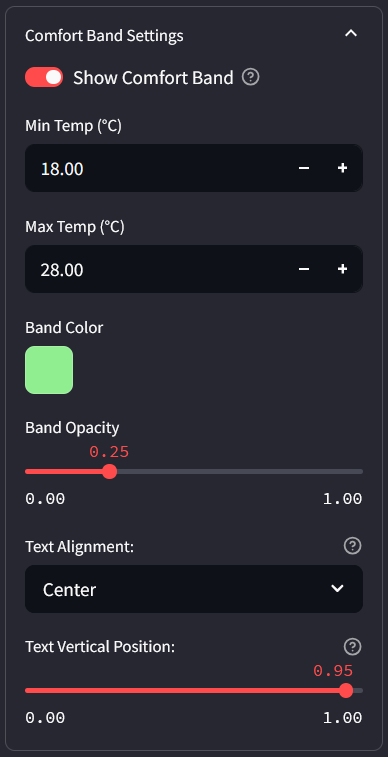 Comfort Band Settings
Show Comfort Band
Min Temp (°C)
18.00
Max Temp (°C)
28.00
Band Color
Band Opacity
0.25
0.00 1.00
Text Alignment:
Center
Text Vertical Position:
0.95
0.00 1.00